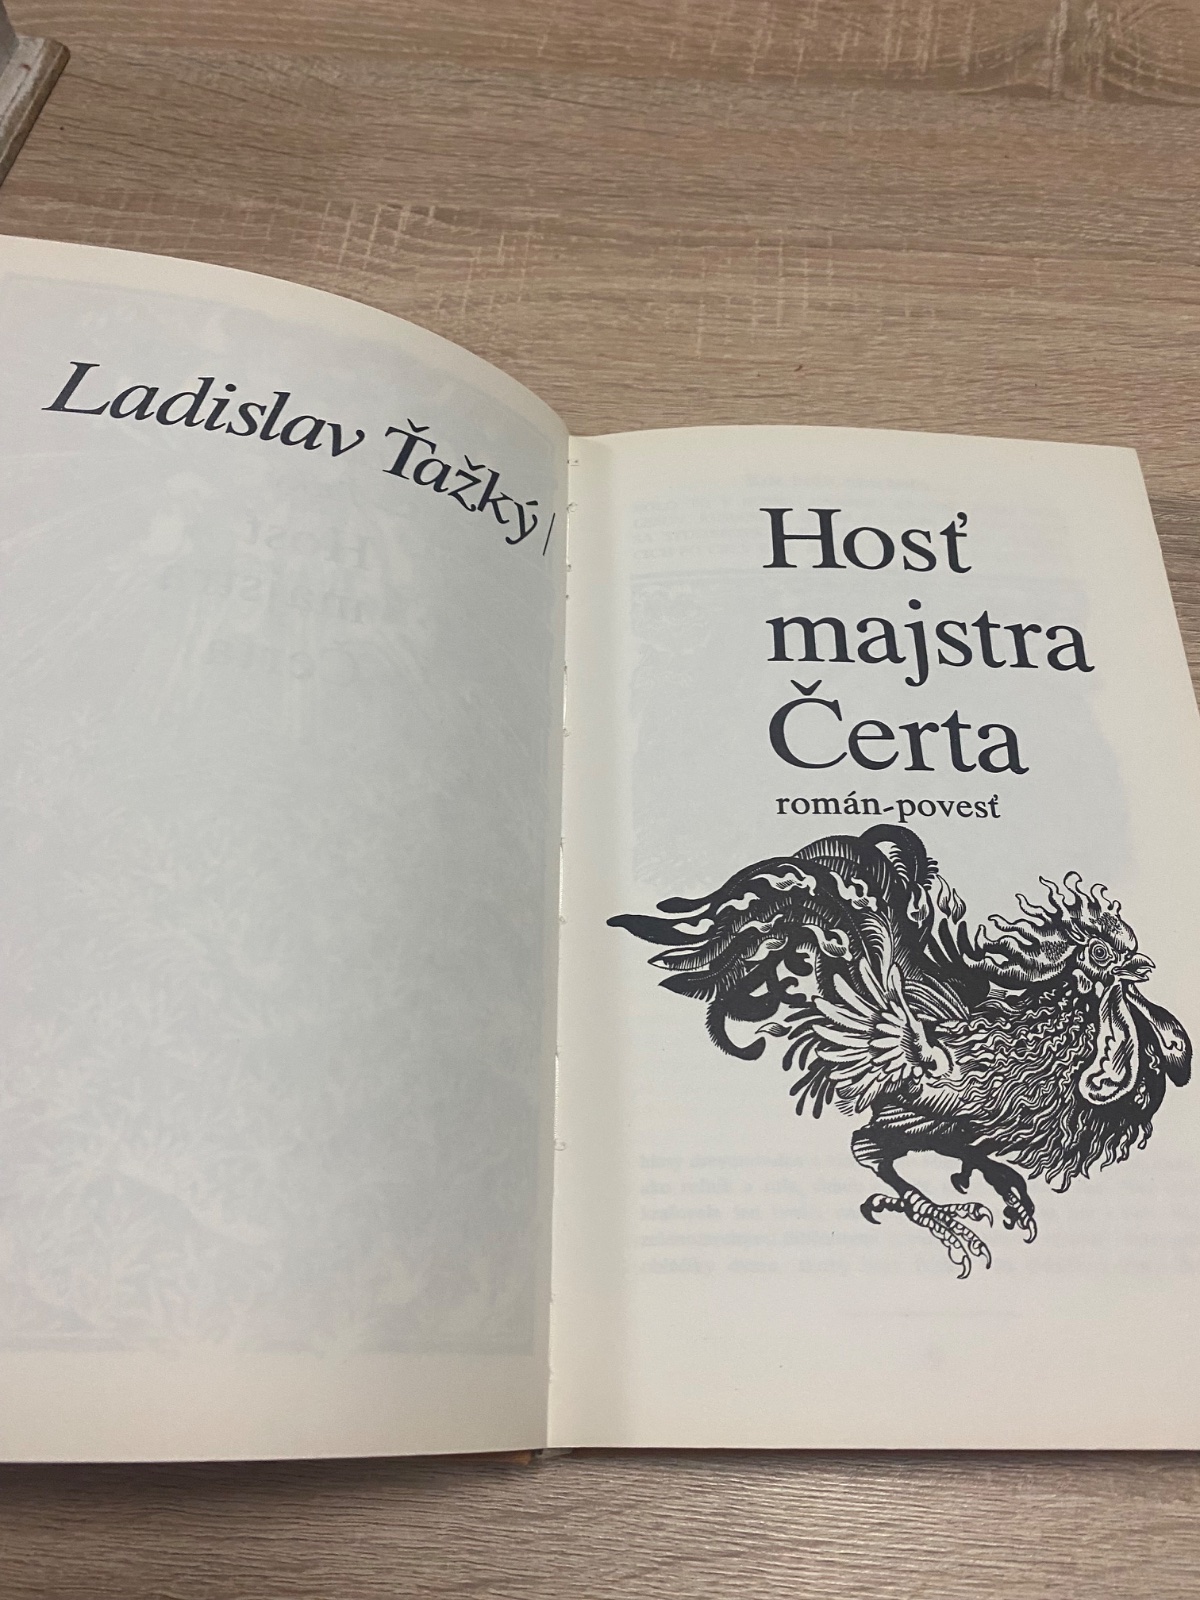 Ladislav Ťažký |
Hosť
majstra
Čerta
román-povesť